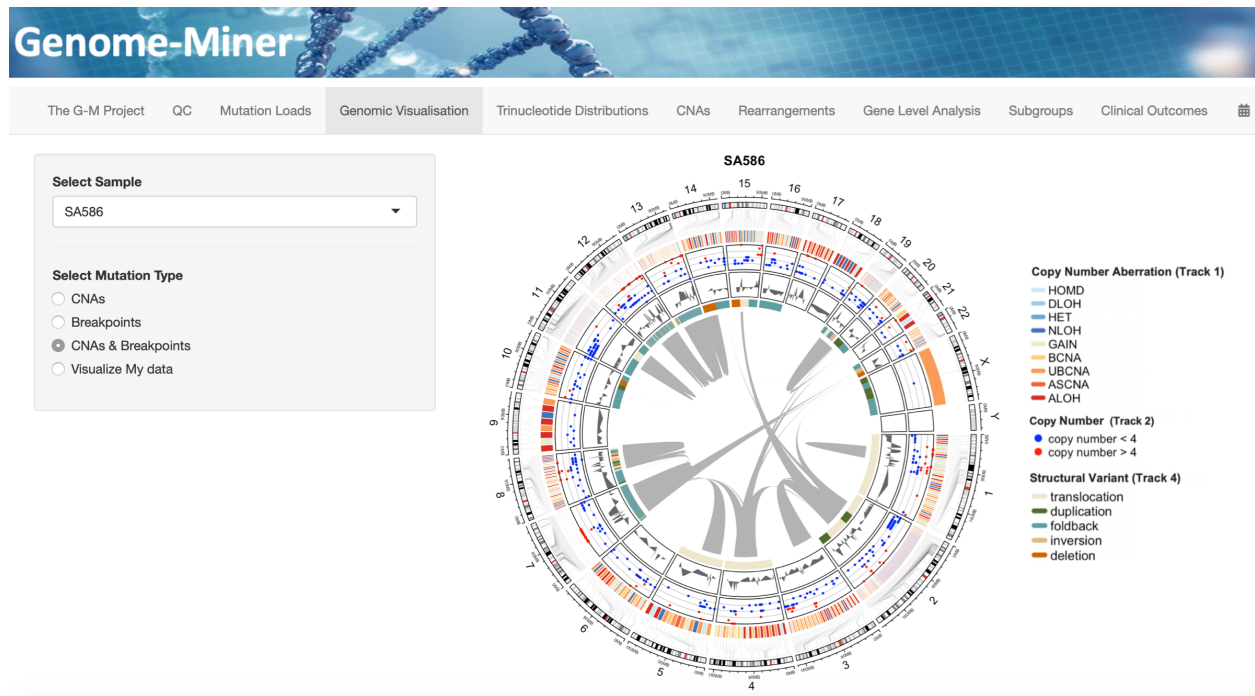 Genome-Miner
The G-M Project QC Mutation Loads Genomic Visualisation Trinucleotide Distributions CNAs Rearrangements Gene Level Analysis Subgroups Clinical Outcomes
Select Sample
SA586
Select Mutation Type
CNAs
Breakpoints
CNAs & Breakpoints
Visualize My data
SA586
1
2
3
4
5
6
7
8
9
10
11
12
13
14
15
16
17
18
19
20
21
22
X
Y
Copy Number Aberration (Track 1)
HOMD
DLOH
HET
NLOH
GAIN
BCNA
UBCNA
ASCNA
ALOH
Copy Number (Track 2)
copy number < 4
copy number > 4
Structural Variant (Track 4)
translocation
duplication
foldback
inversion
deletion